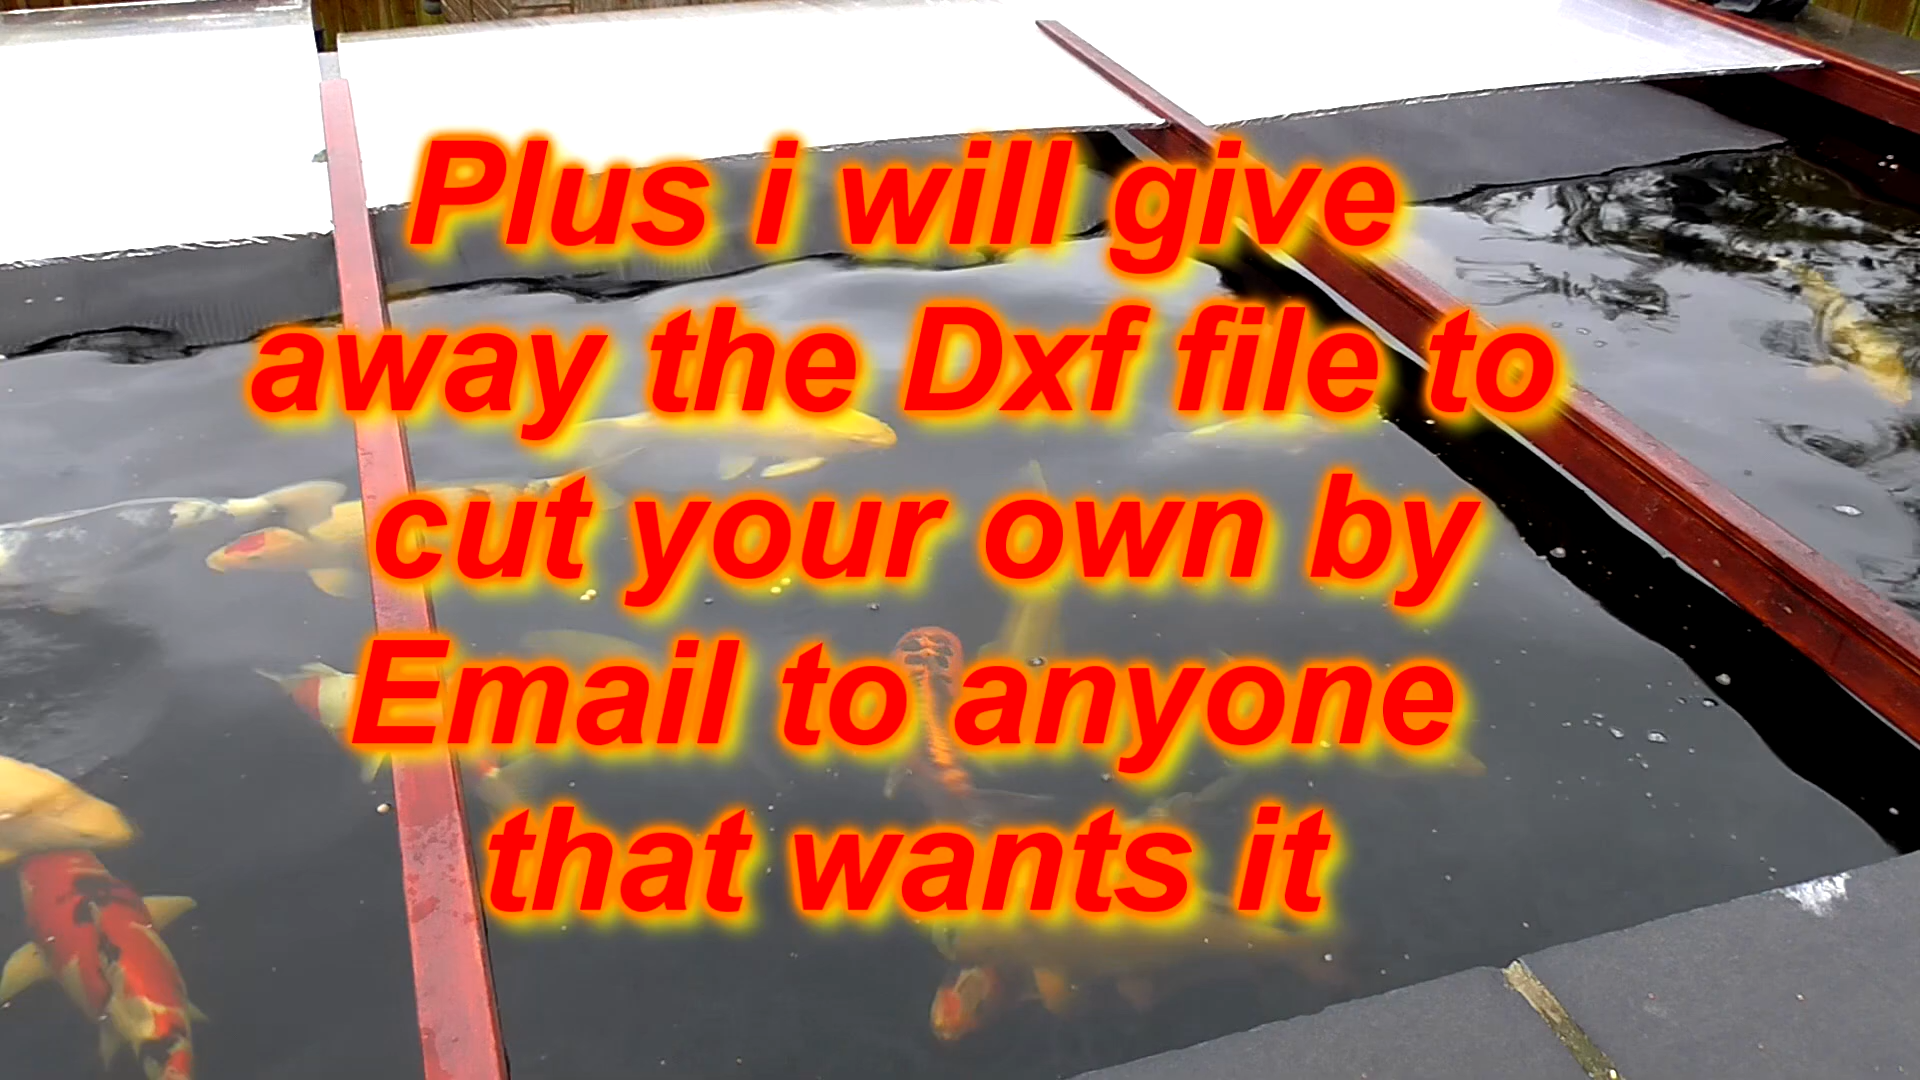 Plus i will give
away the Dxf file to
cut your own by
Email to anyone
that wants it